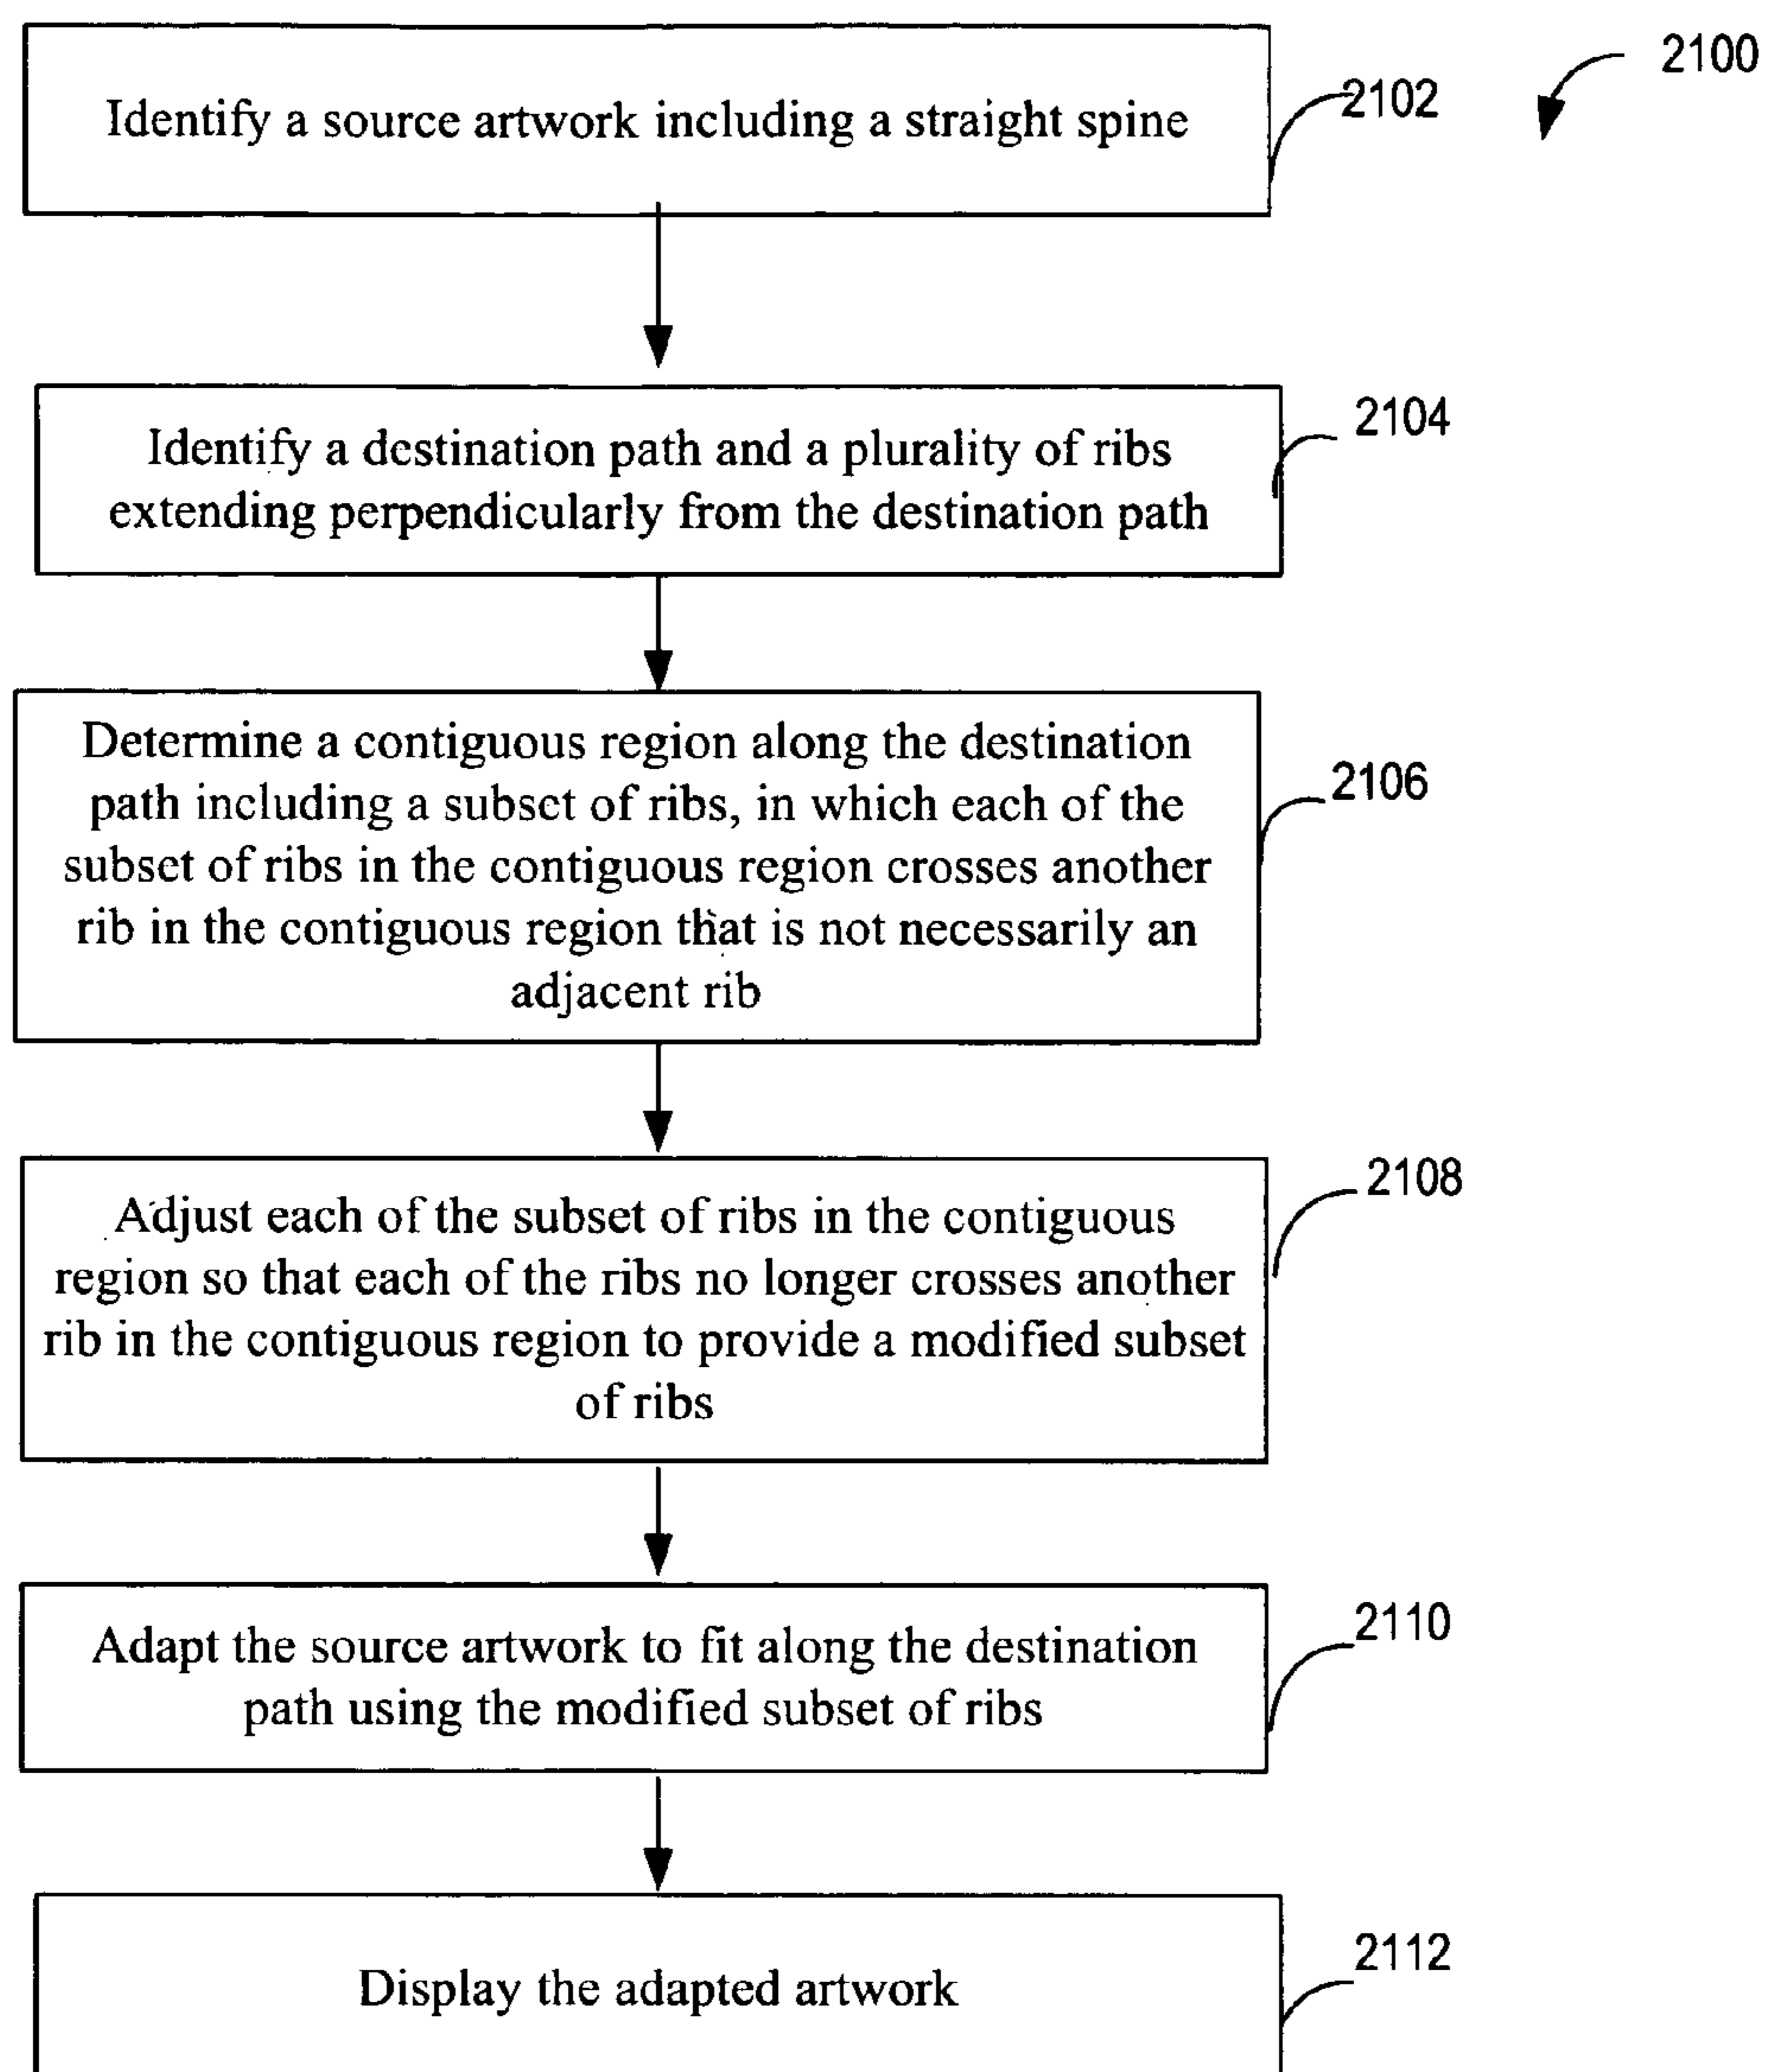 2100
Identify a source artwork including a straight spine
2102
Identify a destination path and a plurality of ribs
extending perpendicularly from the destination path
2104
Determine a contiguous region along the destination
path including a subset of ribs, in which each of the
subset of ribs in the contiguous region crosses another
rib in the contiguous region that is not necessarily an
adjacent rib
2106
Adjust each of the subset of ribs in the contiguous
region so that each of the ribs no longer crosses another
rib in the contiguous region to provide a modified subset
of ribs
2108
Adapt the source artwork to fit along the destination
path using the modified subset of ribs
2110
Display the adapted artwork
2112